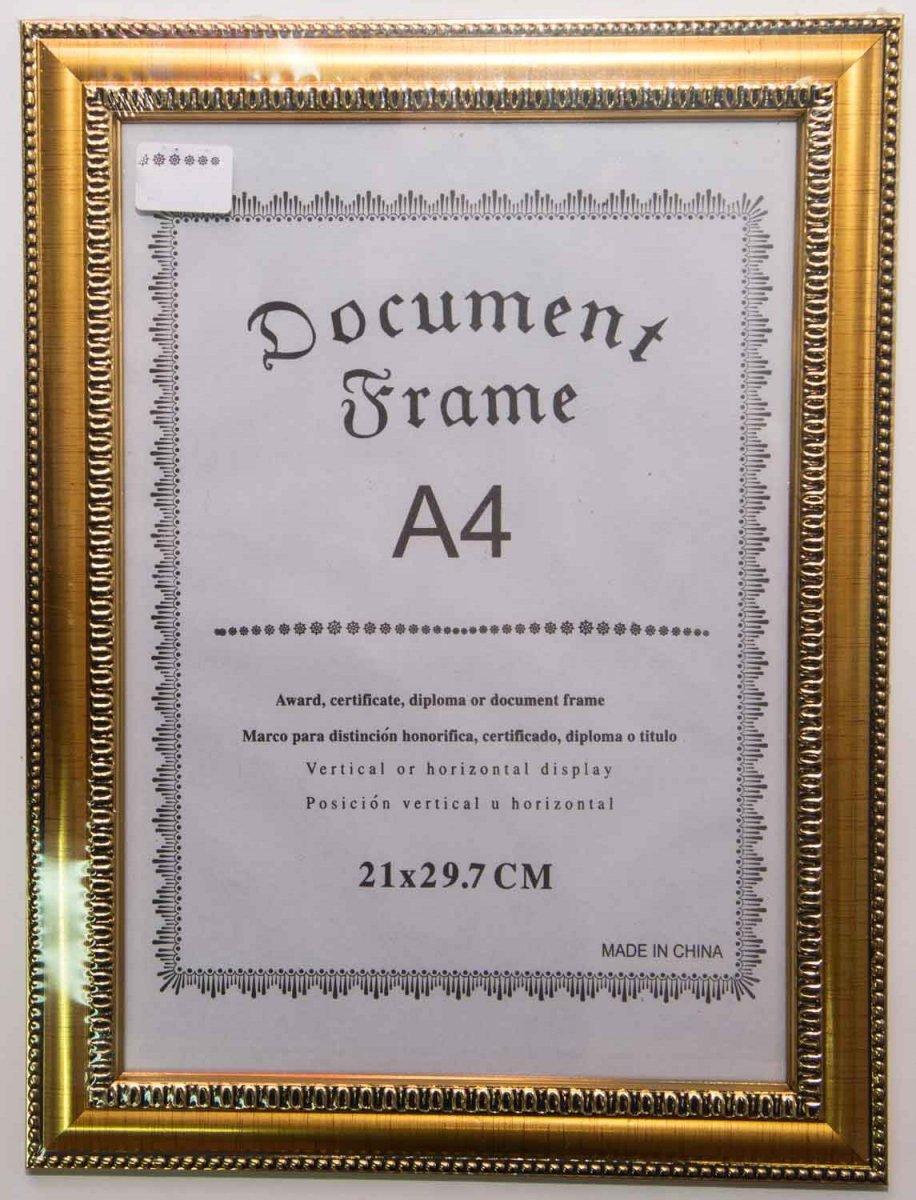 Document
Frame
A4
Award, certificate, diploma or document frame
Marco para distinción honorifica, certificado, diploma o titulo
Vertical or horizontal display
Posición vertical u horizontal
21x29.7 CM
MADE IN CHINA